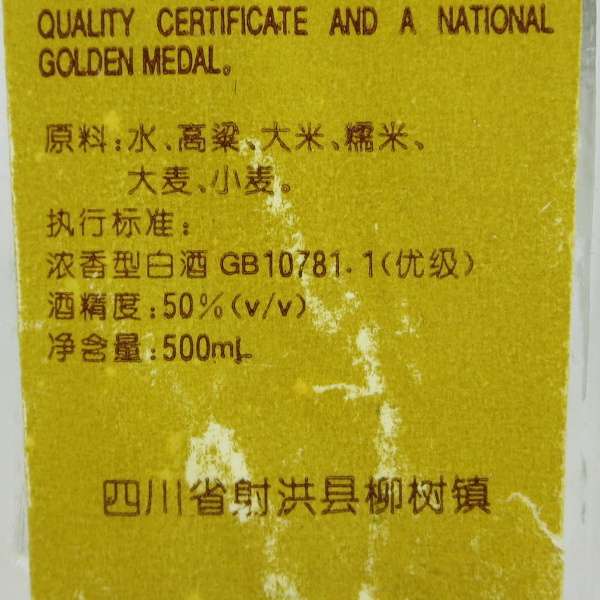 QUALITY CERTIFICATE AND A NATIONAL
GOLDEN MEDAL。
原料:水、高粱、大米、糯米、
大麦、小麦。
执行标准:
浓香型白酒 GB10781.1(优级)
酒精度:50%(v/v)
净含量:500mL
四川省射洪县柳树镇